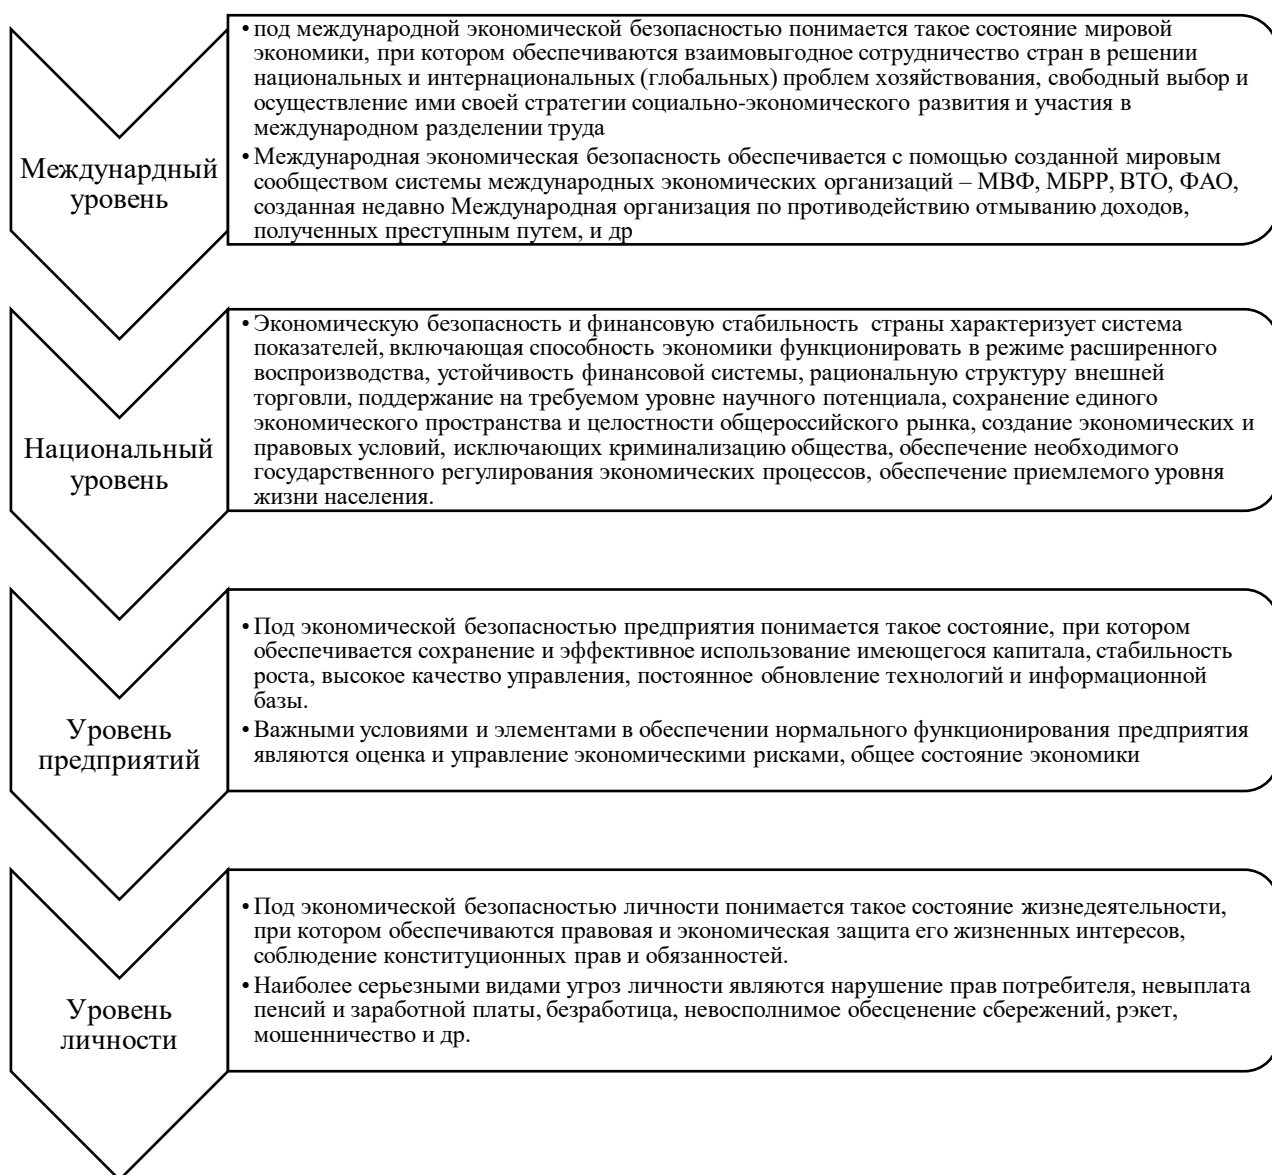 Междунардный
уровень
• под международной экономической безопасностью понимается такое состояние мировой
экономики, при котором обеспечиваются взаимовыгодное сотрудничество стран в решении
национальных и интернациональных (глобальных) проблем хозяйствования, свободный выбор и
осуществление ими своей стратегии социально-экономического развития и участия в
международном разделении труда
• Международная экономическая безопасность обеспечивается с помощью созданной мировым
сообществом системы международных экономических организаций – МВФ, МБРР, ВТО, ФАО,
созданная недавно Международная организация по противодействию отмыванию доходов,
полученных преступным путем, и др
Национальный
уровень
• Экономическую безопасность и финансовую стабильность страны характеризует система
показателей, включающая способность экономики функционировать в режиме расширенного
воспроизводства, устойчивость финансовой системы, рациональную структуру внешней
торговли, поддержание на требуемом уровне научного потенциала, сохранение единого
экономического пространства и целостности общероссийского рынка, создание экономических и
правовых условий, исключающих криминализацию общества, обеспечение необходимого
государственного регулирования экономических процессов, обеспечение приемлемого уровня
жизни населения.
Уровень
предприятий
• Под экономической безопасностью предприятия понимается такое состояние, при котором
обеспечивается сохранение и эффективное использование имеющегося капитала, стабильность
роста, высокое качество управления, постоянное обновление технологий и информационной
базы.
• Важными условиями и элементами в обеспечении нормального функционирования предприятия
являются оценка и управление экономическими рисками, общее состояние экономики
Уровень
личности
• Под экономической безопасностью личности понимается такое состояние жизнедеятельности,
при котором обеспечиваются правовая и экономическая защита его жизненных интересов,
соблюдение конституционных прав и обязанностей.
• Наиболее серьезными видами угроз личности являются нарушение прав потребителя, невыплата
пенсий и заработной платы, безработица, невосполнимое обесценение сбережений, рэкет,
мошенничество и др.